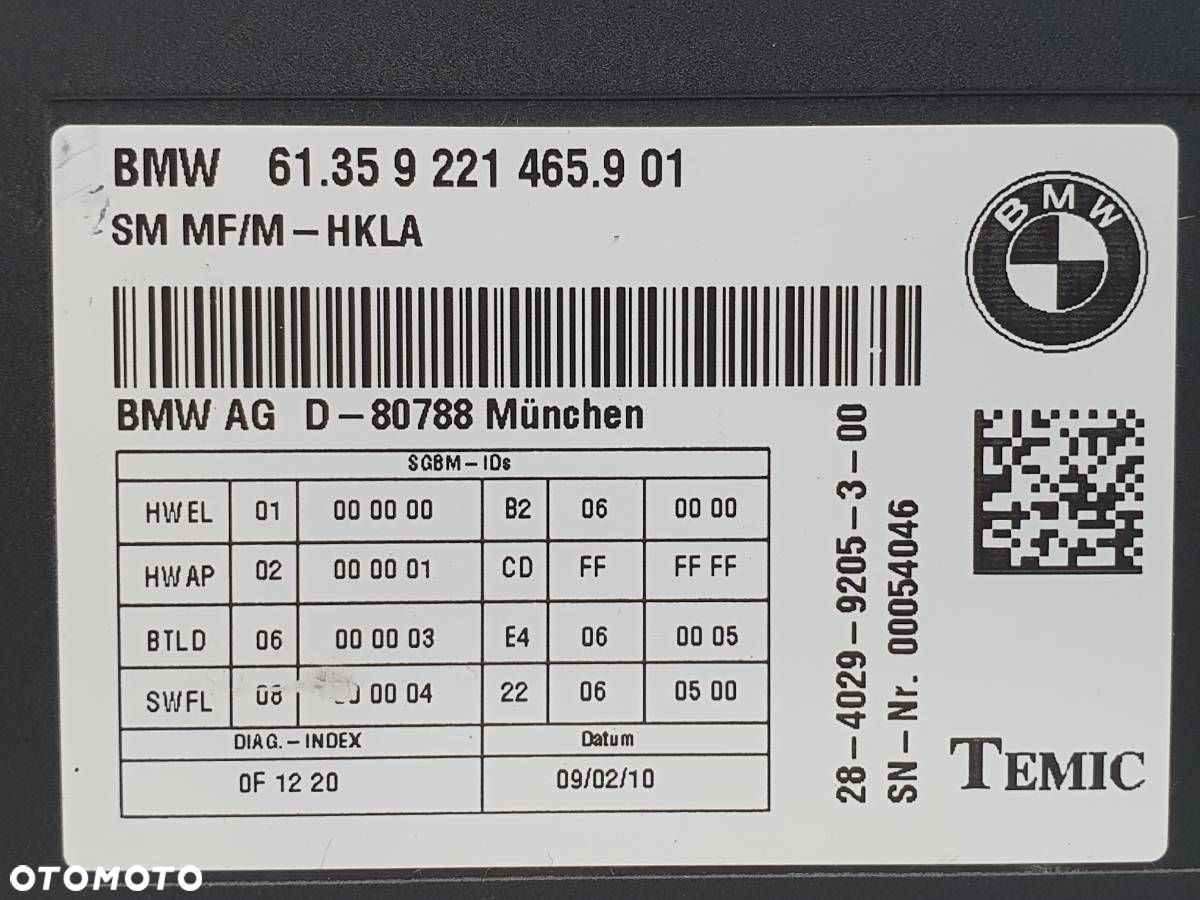 BMW 61.35 9 221 465.9 01
SM MF/M-HKLA
BMW
BMW AG D-80788 München
SGBM-IDs
HWEL 01 00 00 00 B2 06 00 00
HWAP 02 00 00 01 CD FF FF FF
BTLD 06 00 00 03 E4 06 00 05
SWFL 08 00 04 22 06 05 00
DIAG.-INDEX Datum
0F 12 20 09/02/10
28-4029-9205-3-00
SN-Nr. 00054046
TEMIC
OTOMOTO